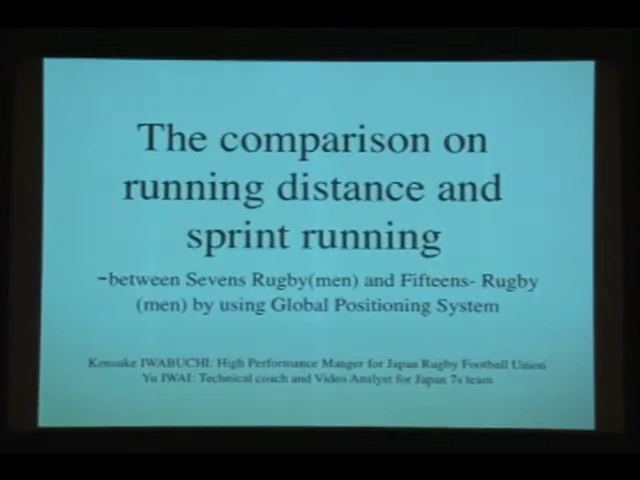 The comparison on
running distance and
sprint running
-between Sevens Rugby(men) and Fifteens- Rugby
(men) by using Global Positioning System
Kensuke IWABUCHI: High Performance Manger for Japan Rugby Football Union
Yu IWAI: Technical coach and Video Analyst for Japan 7s team